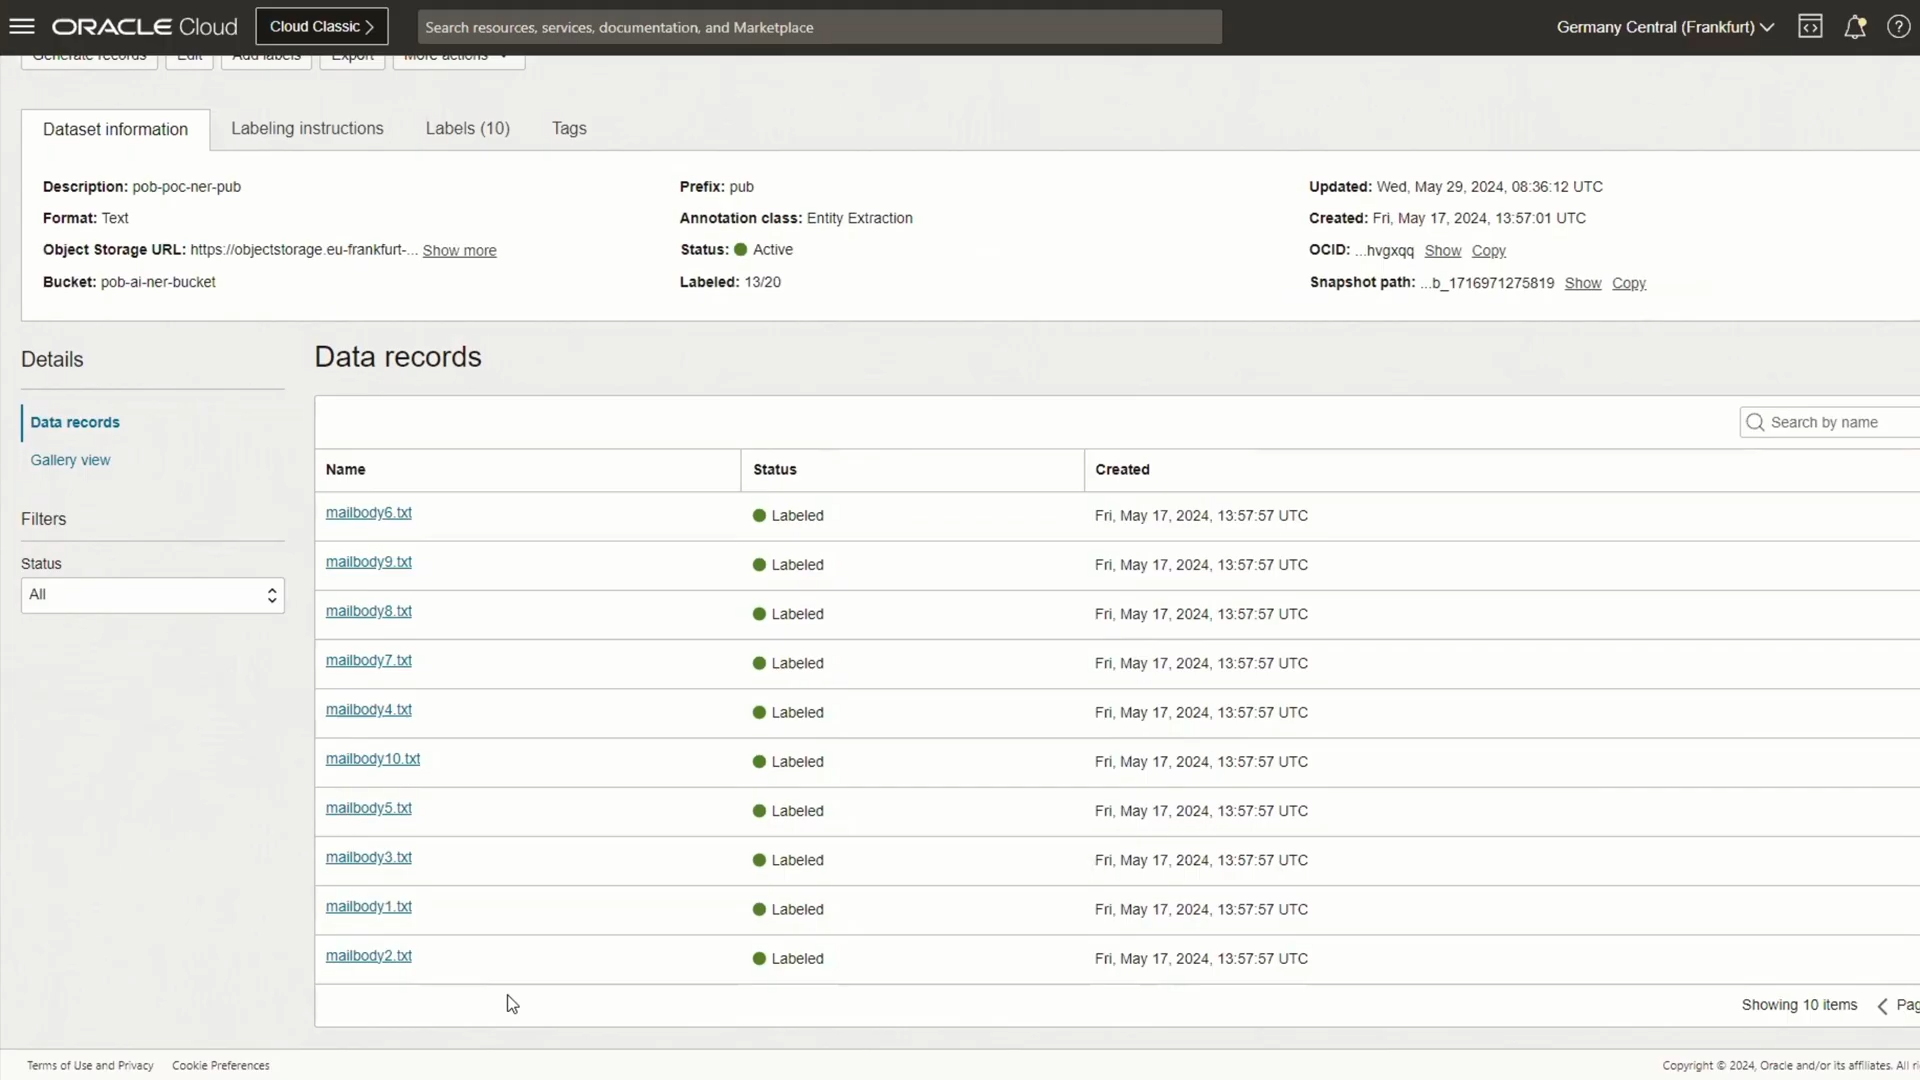 ORACLE Cloud
Cloud Classic
Search resources, services, documentation, and Marketplace
Germany Central (Frankfurt)
Generate records
Edit
Add labels
Export
More actions
Dataset information
Labeling instructions
Labels (10)
Tags
Description: pob-poc-ner-pub
Format: Text
Object Storage URL: https://objectstorage.eu-frankfurt-... Show more
Bucket: pob-ai-ner-bucket
Prefix: pub
Annotation class: Entity Extraction
Status: Active
Labeled: 13/20
Updated: Wed, May 29, 2024, 08:36:12 UTC
Created: Fri, May 17, 2024, 13:57:01 UTC
OCID: ...hvgxqq Show Copy
Snapshot path: ...b_1716971275819 Show Copy
Details
Data records
Gallery view
Filters
Status
All
Data records
Search by name
Name Status Created
mailbody6.txt Labeled Fri, May 17, 2024, 13:57:57 UTC
mailbody9.txt Labeled Fri, May 17, 2024, 13:57:57 UTC
mailbody8.txt Labeled Fri, May 17, 2024, 13:57:57 UTC
mailbody7.txt Labeled Fri, May 17, 2024, 13:57:57 UTC
mailbody4.txt Labeled Fri, May 17, 2024, 13:57:57 UTC
mailbody10.txt Labeled Fri, May 17, 2024, 13:57:57 UTC
mailbody5.txt Labeled Fri, May 17, 2024, 13:57:57 UTC
mailbody3.txt Labeled Fri, May 17, 2024, 13:57:57 UTC
mailbody1.txt Labeled Fri, May 17, 2024, 13:57:57 UTC
mailbody2.txt Labeled Fri, May 17, 2024, 13:57:57 UTC
Showing 10 items
Terms of Use and Privacy
Cookie Preferences
Copyright © 2024, Oracle and/or its affiliates. All